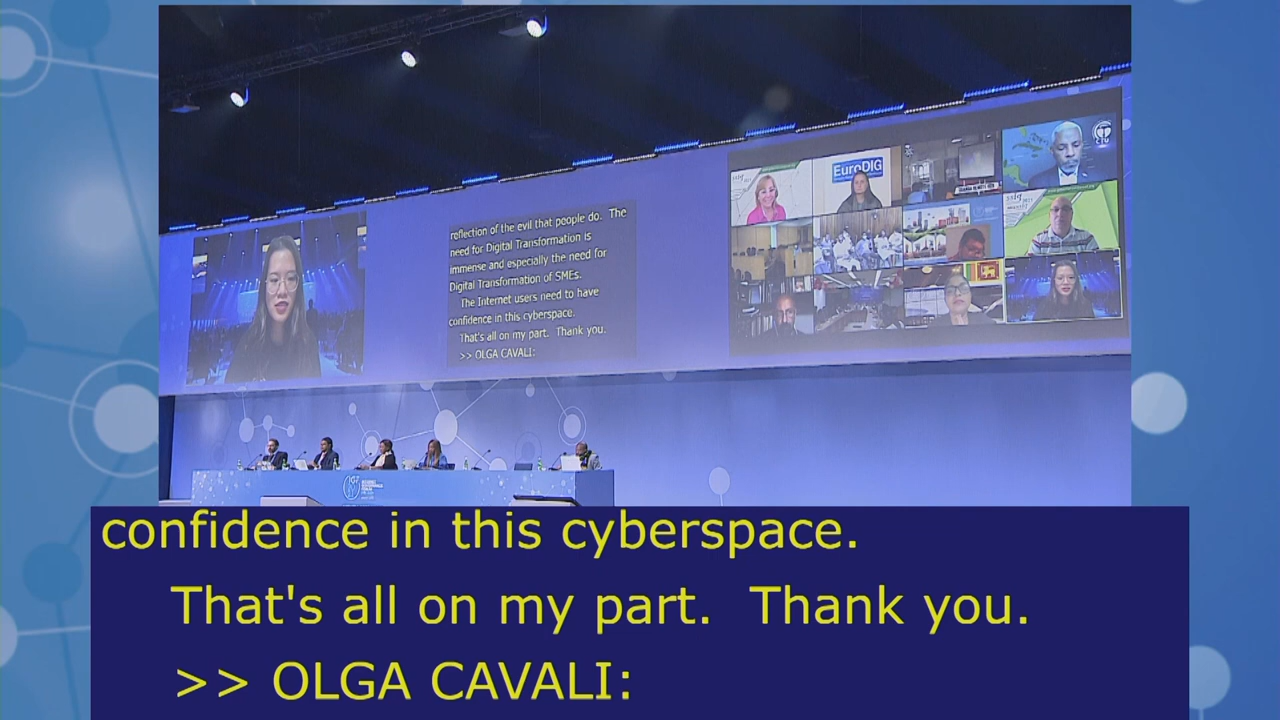 EuroDIG
CTU
reflection of the evil that people do. The
need for Digital Transformation is
immense and especially the need for
Digital Transformation of SMEs.
The Internet users need to have
confidence in this cyberspace.
That's all on my part. Thank you.
>> OLGA CAVALI:
IGF
confidence in this cyberspace.
That's all on my part. Thank you.
>> OLGA CAVALI: